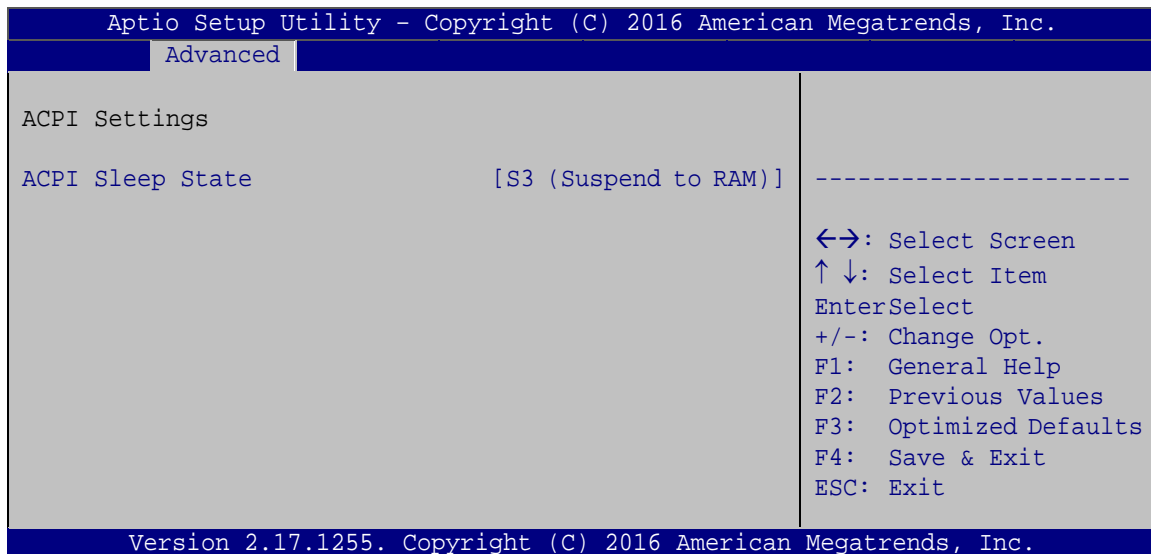 Aptio Setup Utility – Copyright (C) 2016 American Megatrends, Inc.
Advanced
ACPI Settings
ACPI Sleep State [S3 (Suspend to RAM)]
----------------------
←→: Select Screen
↑ ↓: Select Item
EnterSelect
+/-: Change Opt.
F1: General Help
F2: Previous Values
F3: Optimized Defaults
F4: Save & Exit
ESC: Exit
Version 2.17.1255. Copyright (C) 2016 American Megatrends, Inc.